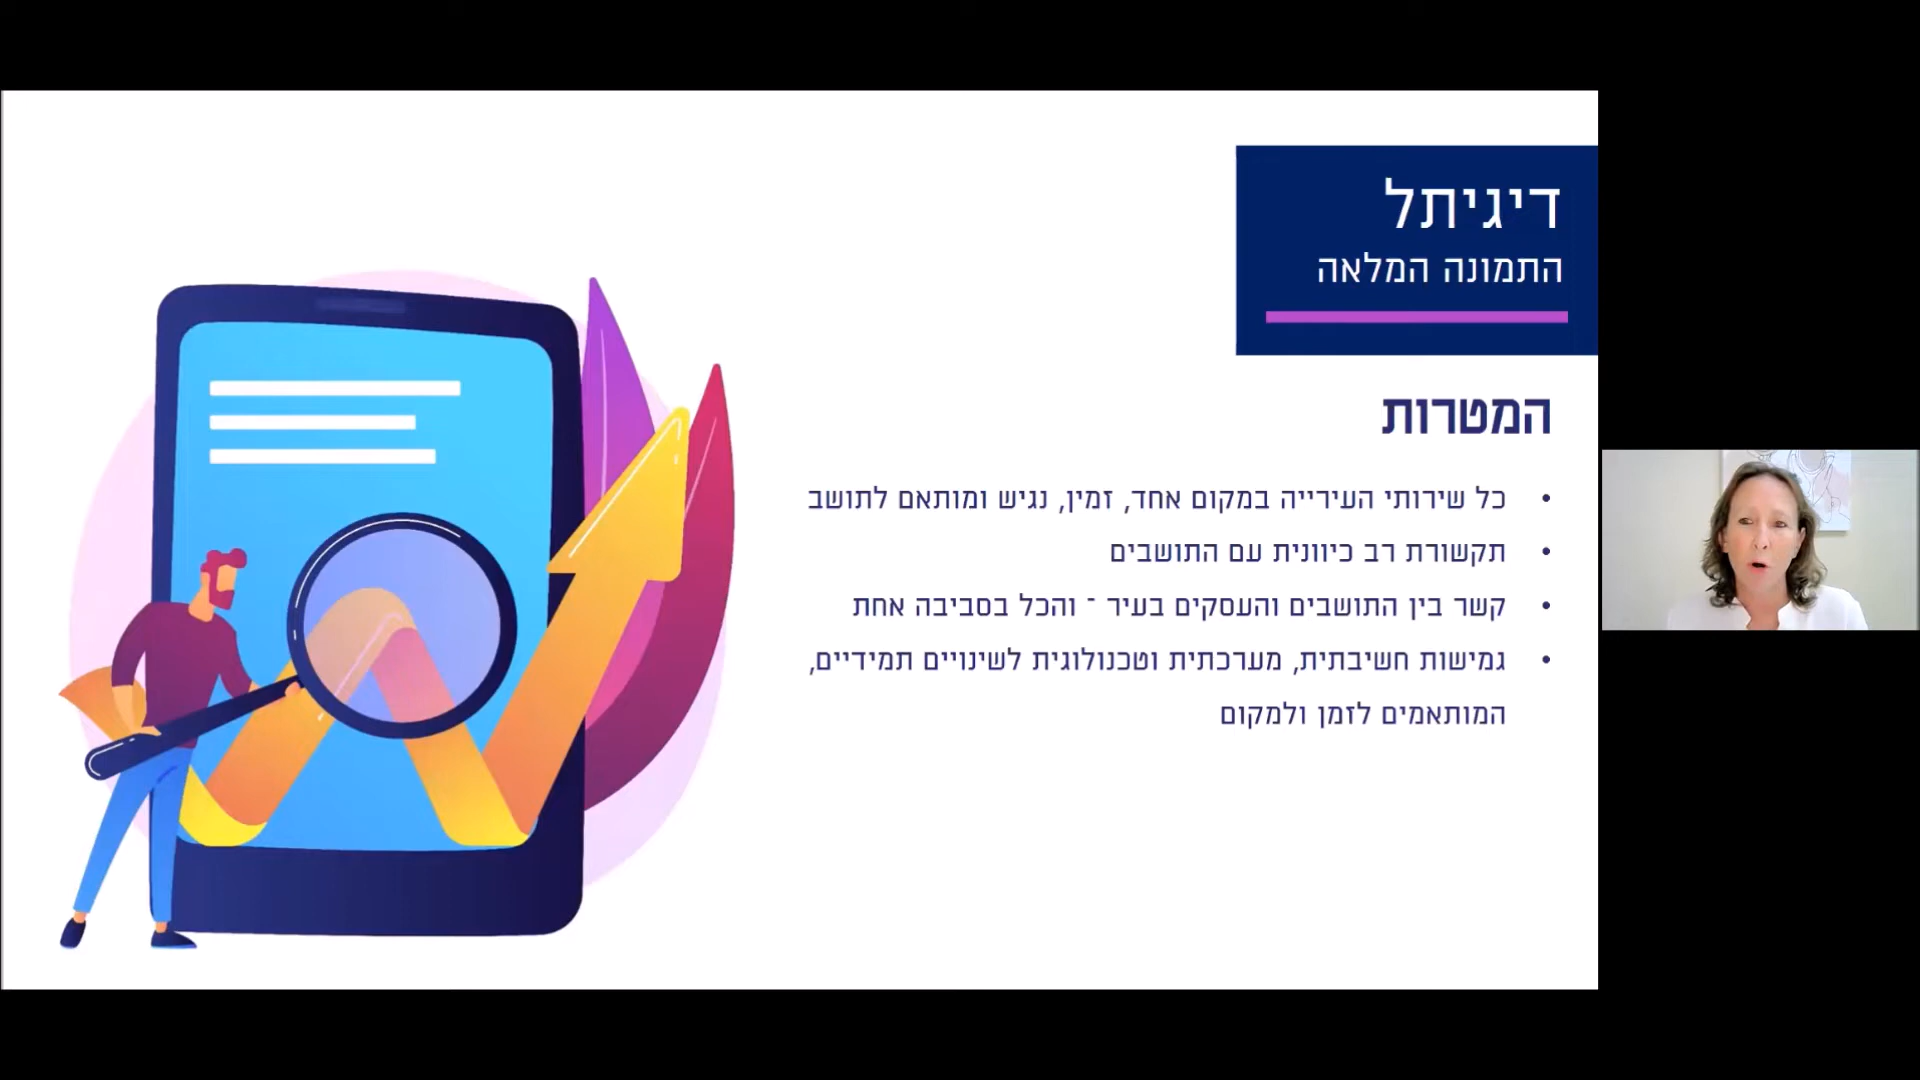 דיגיתל
התמונה המלאה
המטרות
• כל שירותי העירייה במקום אחד, זמין, נגיש ומותאם לתושב
• תקשורת רב כיוונית עם התושבים
• קשר בין התושבים והעסקים בעיר - והכל בסביבה אחת
• גמישות חשיבתית, מערכתית וטכנולוגית לשינויים תמידיים,
המותאמים לזמן ולמקום